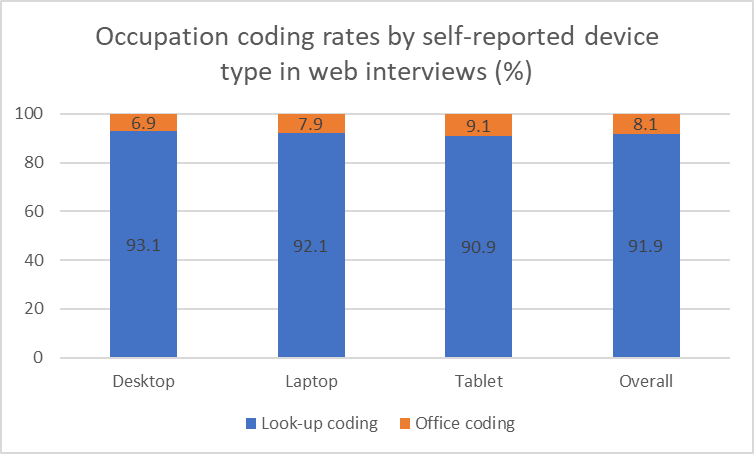 Occupation coding rates by self-reported device
type in web interviews (%)
100
80
60
40
20
0
6.9
7.9
9.1
8.1
93.1
92.1
90.9
91.9
Desktop
Laptop
Tablet
Overall
Look-up coding
Office coding